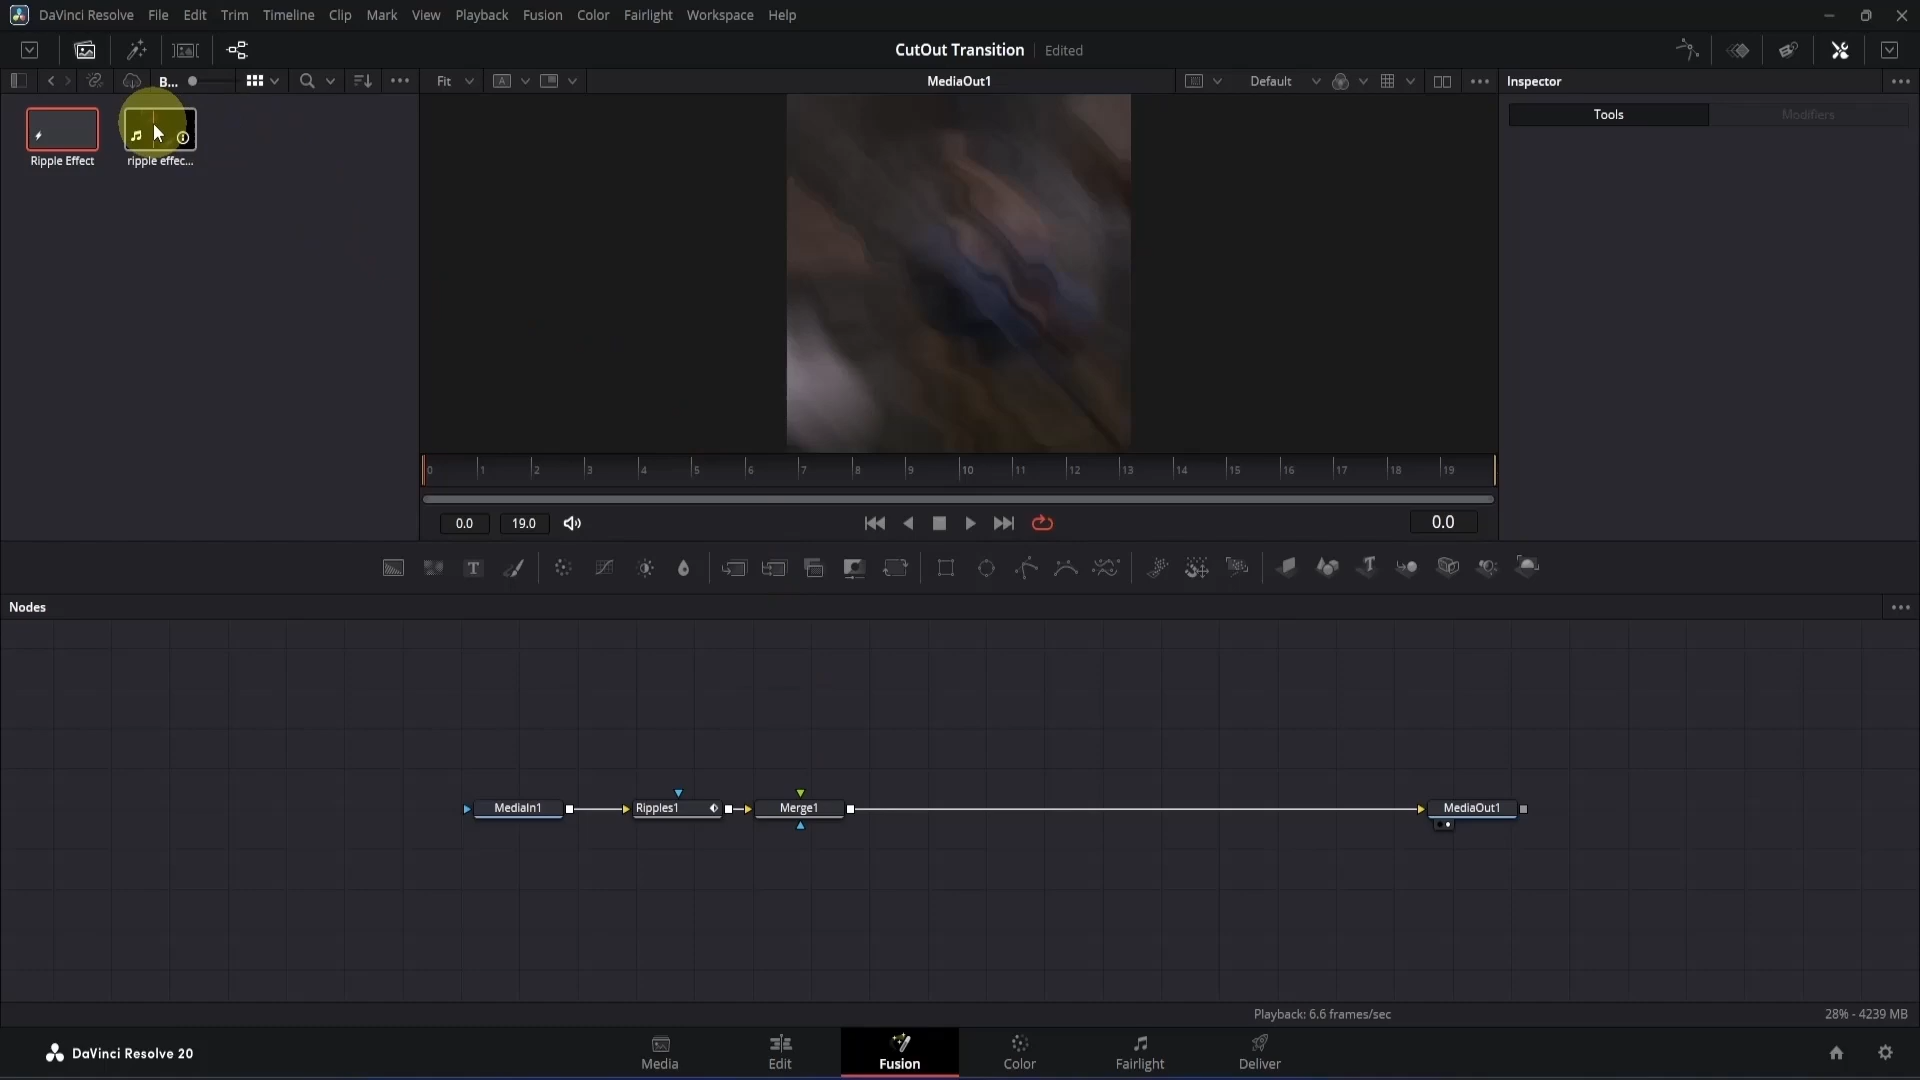 DaVinci Resolve File Edit Trim Timeline Clip Mark View Playback Fusion Color Fairlight Workspace Help
CutOut Transition Edited
B... Fit MediaOut1 Default Inspector
Tools Modifiers
Ripple Effect ripple effec...
0 1 2 3 4 5 6 7 8 9 10 11 12 13 14 15 16 17 18 19
0.0 19.0 0.0
Nodes
MediaIn1 Ripples1 Merge1 MediaOut1
Playback: 6.6 frames/sec 28% - 4239 MB
DaVinci Resolve 20 Media Edit Fusion Color Fairlight Deliver